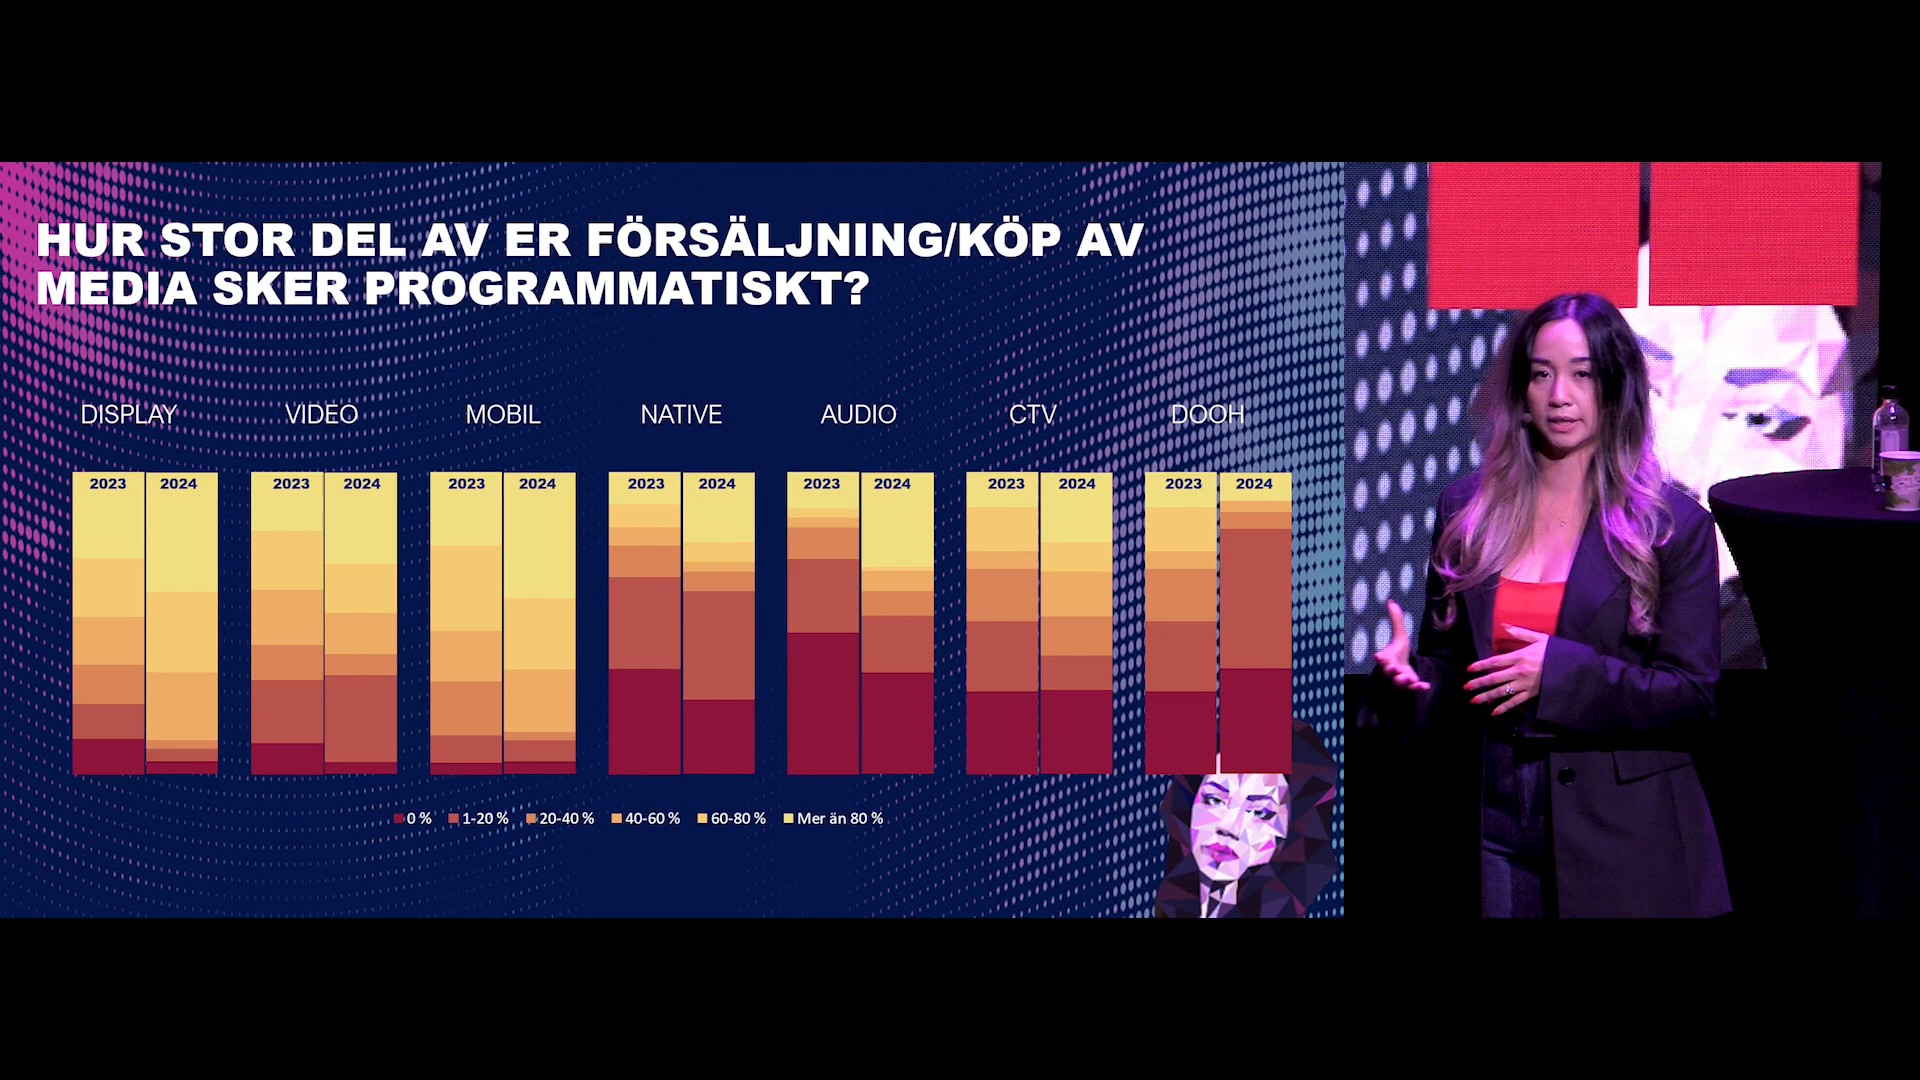 HUR STOR DEL AV ER FÖRSÄLJNING/KÖP AV
MEDIA SKER PROGRAMMATISKT?
DISPLAY VIDEO MOBIL NATIVE AUDIO CTV DOOH
2023 2024 2023 2024 2023 2024 2023 2024 2023 2024 2023 2024 2023 2024
0 % 1-20 % 20-40 % 40-60 % 60-80 % Mer än 80 %